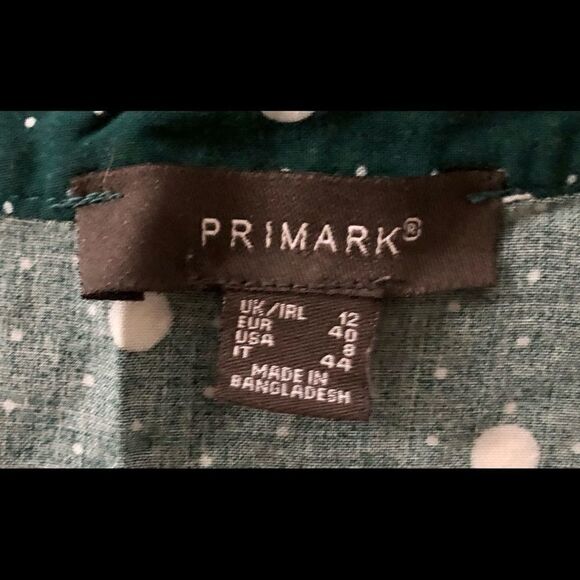 PRIMARK®
UK/IRL 12
EUR 40
USA 8
IT 44
MADE IN
BANGLADESH